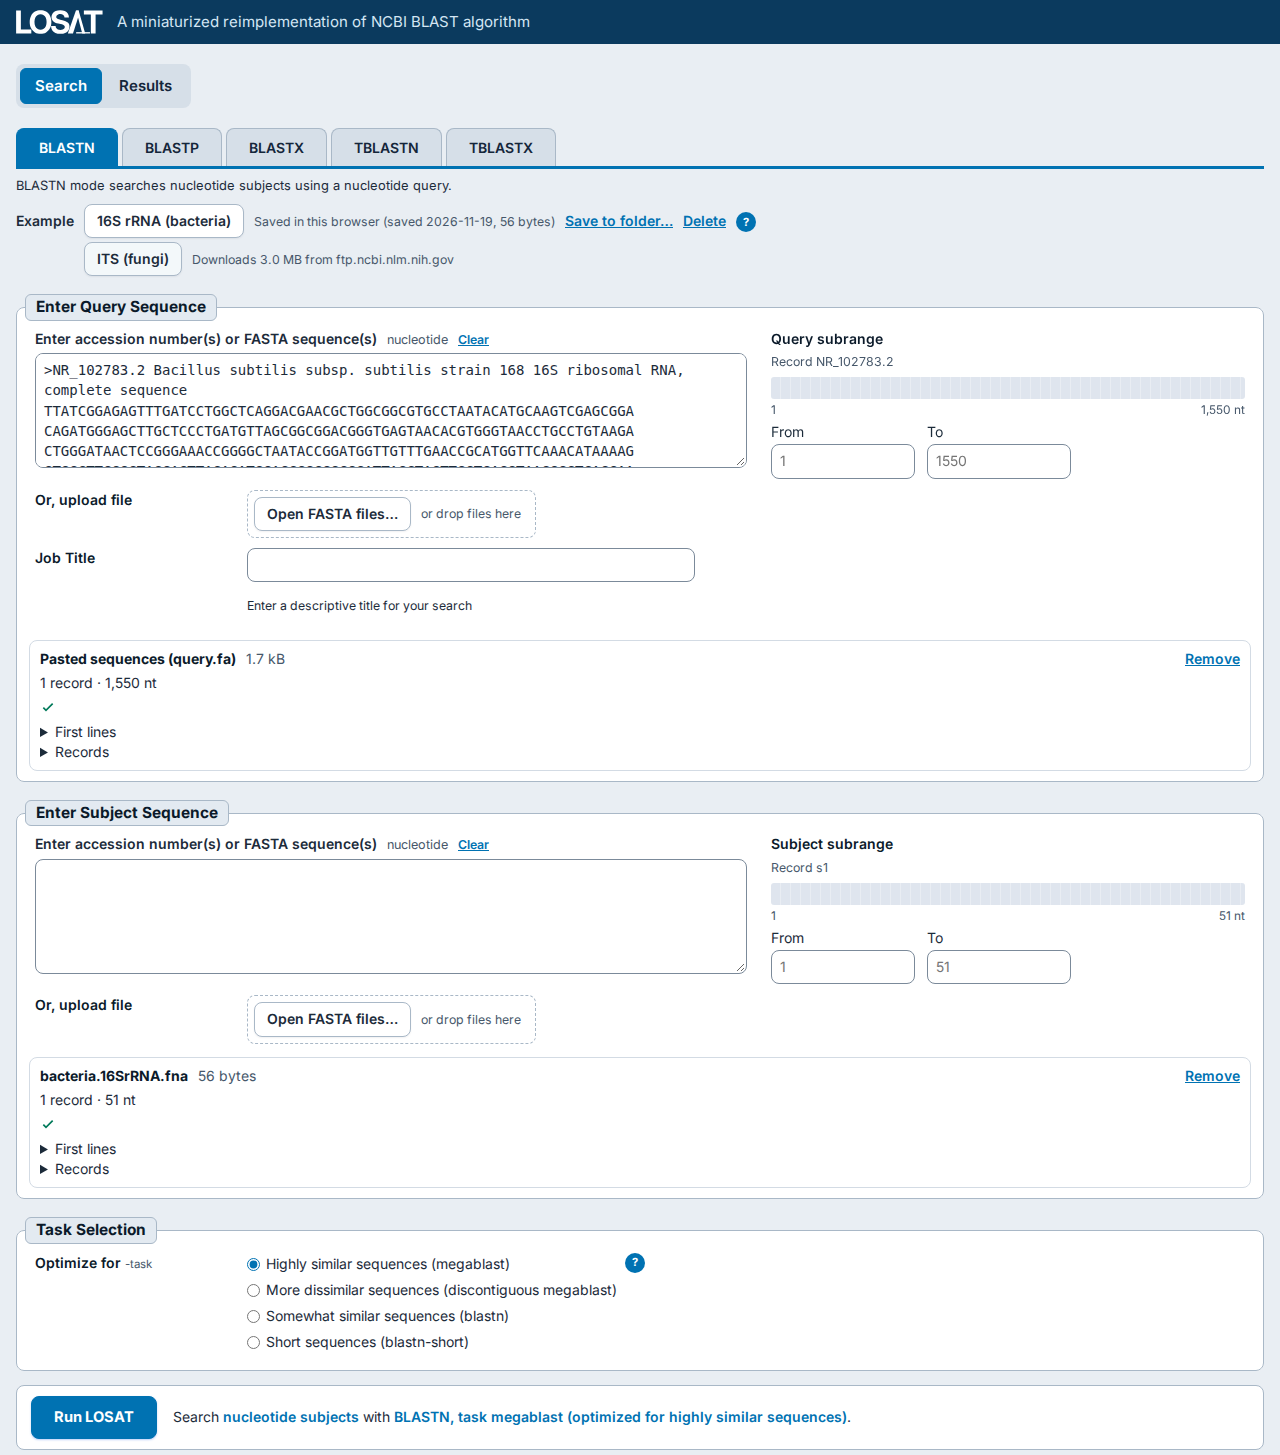 LOSAT A miniaturized reimplementation of NCBI BLAST algorithm
Search Results
BLASTN BLASTP BLASTX TBLASTN TBLASTX
BLASTN mode searches nucleotide subjects using a nucleotide query.
Example 16S rRNA (bacteria) Saved in this browser (saved 2026-11-19, 56 bytes) Save to folder... Delete ?
ITS (fungi) Downloads 3.0 MB from ftp.ncbi.nlm.nih.gov
Enter Query Sequence
Enter accession number(s) or FASTA sequence(s) nucleotide Clear
>NR_102783.2 Bacillus subtilis subsp. subtilis strain 168 16S ribosomal RNA,
complete sequence
TTATCGGAGAGTTTGATCCTGGCTCAGGACGAACGCTGGCGGCGTGCCTAATACATGCAAGTCGAGCGGA
CAGATGGGAGCTTGCTCCCTGATGTTAGCGGCGGACGGGTGAGTAACACGTGGGTAACCTGCCTGTAAGA
CTGGGATAACTCCGGGAAACCGGGGCTAATACCGGATGGTTGTTTGAACCGCATGGTTCAAACATAAAAG
Query subrange
Record NR_102783.2
1 1,550 nt
From To
1 1550
Or, upload file Open FASTA files... or drop files here
Job Title
Enter a descriptive title for your search
Pasted sequences (query.fa) 1.7 kB Remove
1 record · 1,550 nt
✓
▶ First lines
▶ Records
Enter Subject Sequence
Enter accession number(s) or FASTA sequence(s) nucleotide Clear
Subject subrange
Record s1
1 51 nt
From To
1 51
Or, upload file Open FASTA files... or drop files here
bacteria.16SrRNA.fna 56 bytes Remove
1 record · 51 nt
✓
▶ First lines
▶ Records
Task Selection
Optimize for -task Highly similar sequences (megablast) ?
More dissimilar sequences (discontiguous megablast)
Somewhat similar sequences (blastn)
Short sequences (blastn-short)
Run LOSAT Search nucleotide subjects with BLASTN, task megablast (optimized for highly similar sequences).